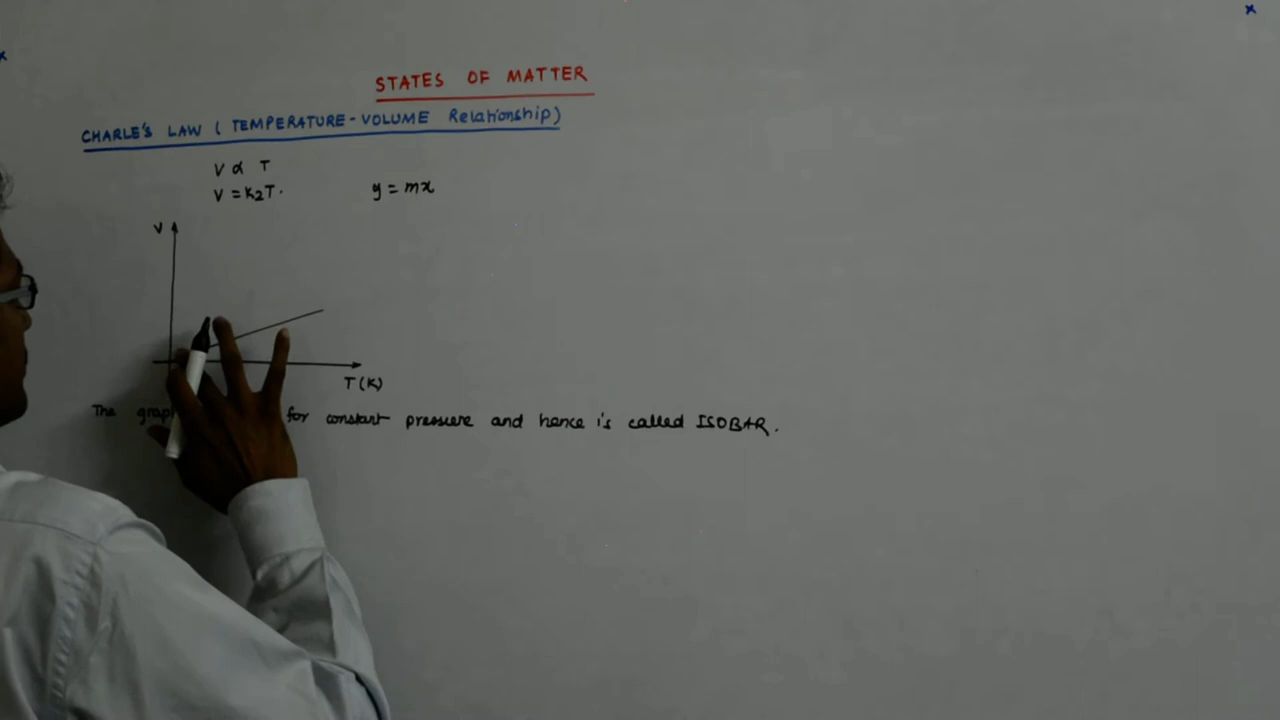 STATES OF MATTER
CHARLE'S LAW ( TEMPERATURE-VOLUME Relationship)
V ∝ T
V = K₂T. y = mx
V
T (K)
The graph for constant pressure and hence is called ISOBAR.